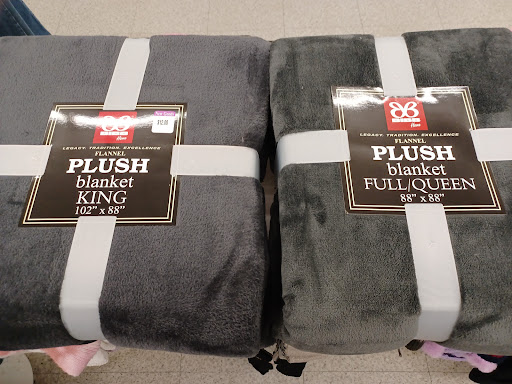 LEGACY. TRADITION. EXCELLENCE
FLANNEL
PLUSH
blanket
KING
102" x 88"
LEGACY. TRADITION. EXCELLENCE
FLANNEL
PLUSH
blanket
FULL/QUEEN
88" x 88"